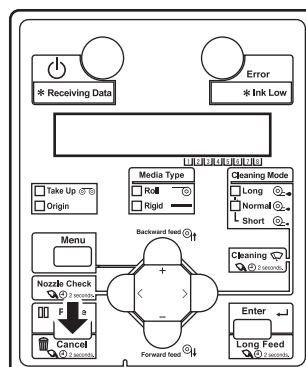 Error
* Receiving Data
* Ink Low
1 2 3 4 5 6 7 8
Media Type
Cleaning Mode
Take Up
Roll
Long
Origin
Rigid
Normal
Short
Menu
Backward feed
+
Cleaning
2 seconds.
Nozzle Check
2 seconds.
< >
Enter
−
Cancel
2 seconds.
Forward feed
Long Feed
2 seconds.